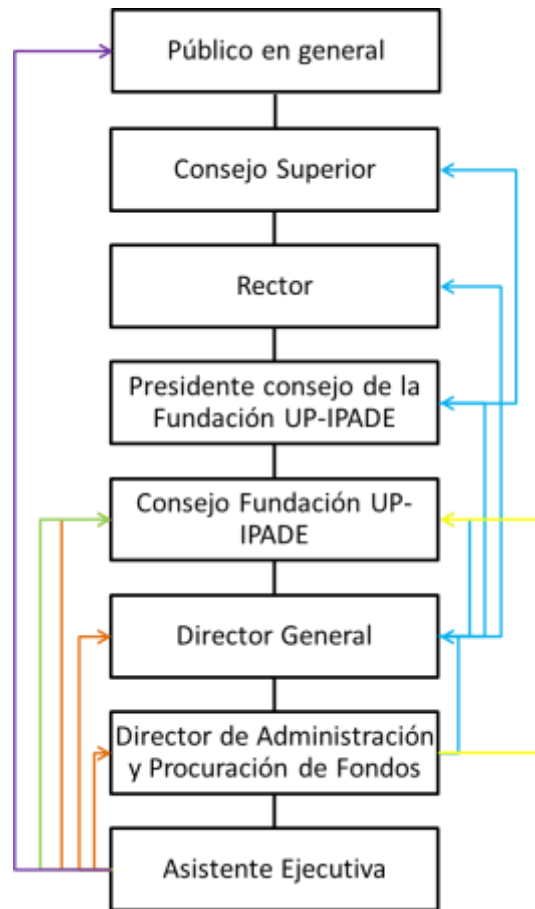 Público en general
Consejo Superior
Rector
Presidente consejo de la
Fundación UP-IPADE
Consejo Fundación UP-
IPADE
Director General
Director de Administración
y Procuración de Fondos
Asistente Ejecutiva